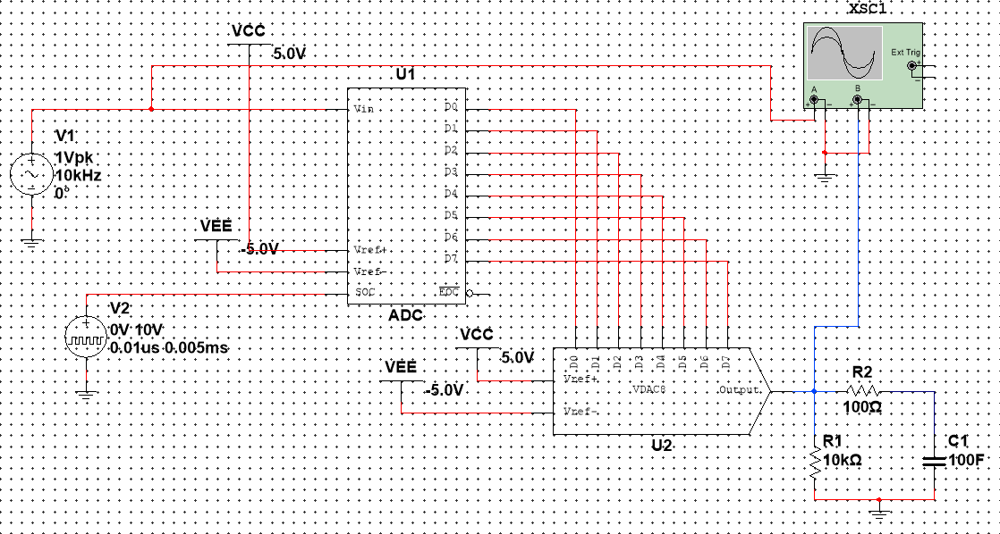 XSC1
VCC
5.0V
Ext Trig
+
−
A
B
+
−
+
−
U1
Vin
D0
D1
D2
D3
D4
D5
D6
D7
V1
1Vpk
10kHz
0°
VEE
-5.0V
Vref+
Vref-
SOC
EOC
ADC
V2
0V 10V
0.01us 0.005ms
VCC
5.0V
VEE
-5.0V
D0
D1
D2
D3
D4
D5
D6
D7
Vref+
VDAC8
Output
Vref-
U2
R2
100Ω
R1
10kΩ
C1
100F